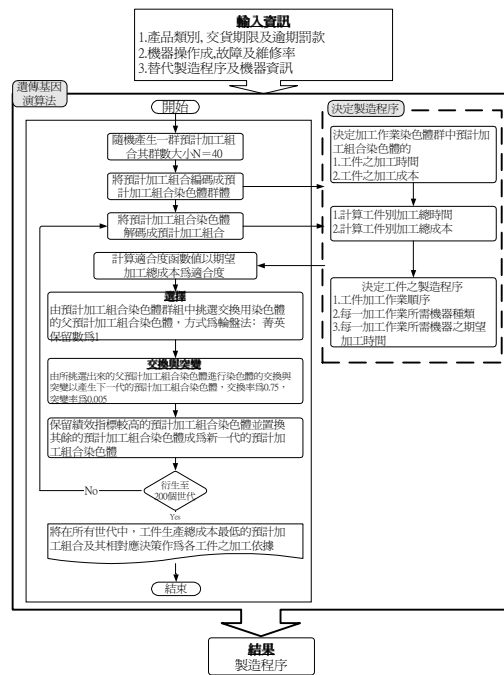 輸入資訊
1.產品類別, 交貨期限及逾期罰款
2.機器操作成,故障及維修率
3.替代製造程序及機器資訊
遺傳基因
演算法
開始
隨機產生一群預計加工組
合其群數大小N＝40
將預計加工組合編碼成預
計加工組合染色體群體
將預計加工組合染色體
解碼成預計加工組合
計算適合度函數值以期望
加工總成本為適合度
選擇
由預計加工組合染色體群組中挑選交換用染色體
的父預計加工組合染色體，方式為輪盤法：菁英
保留數為1
交換與突變
由所挑選出來的父預計加工組合染色體進行染色體的交換與
突變以產生下一代的預計加工組合染色體，交換率為0.75，
突變率為0.005
保留績效指標較高的預計加工組合染色體並置換
其餘的預計加工組合染色體成為新一代的預計加
工組合染色體
No
衍生至
200個世代
Yes
將在所有世代中，工件生產總成本最低的預計加
工組合及其相對應決策作為各工件之加工依據
結束
決定製造程序
決定加工作業染色體群中預計加
工組合染色體的
1.工件之加工時間
2.工件之加工成本
1.計算工件別加工總時間
2.計算工件別加工總成本
決定工件之製造程序
1.工件加工作業順序
2.每一加工作業所需機器種類
3.每一加工作業所需機器之期望
加工時間
結果
製造程序